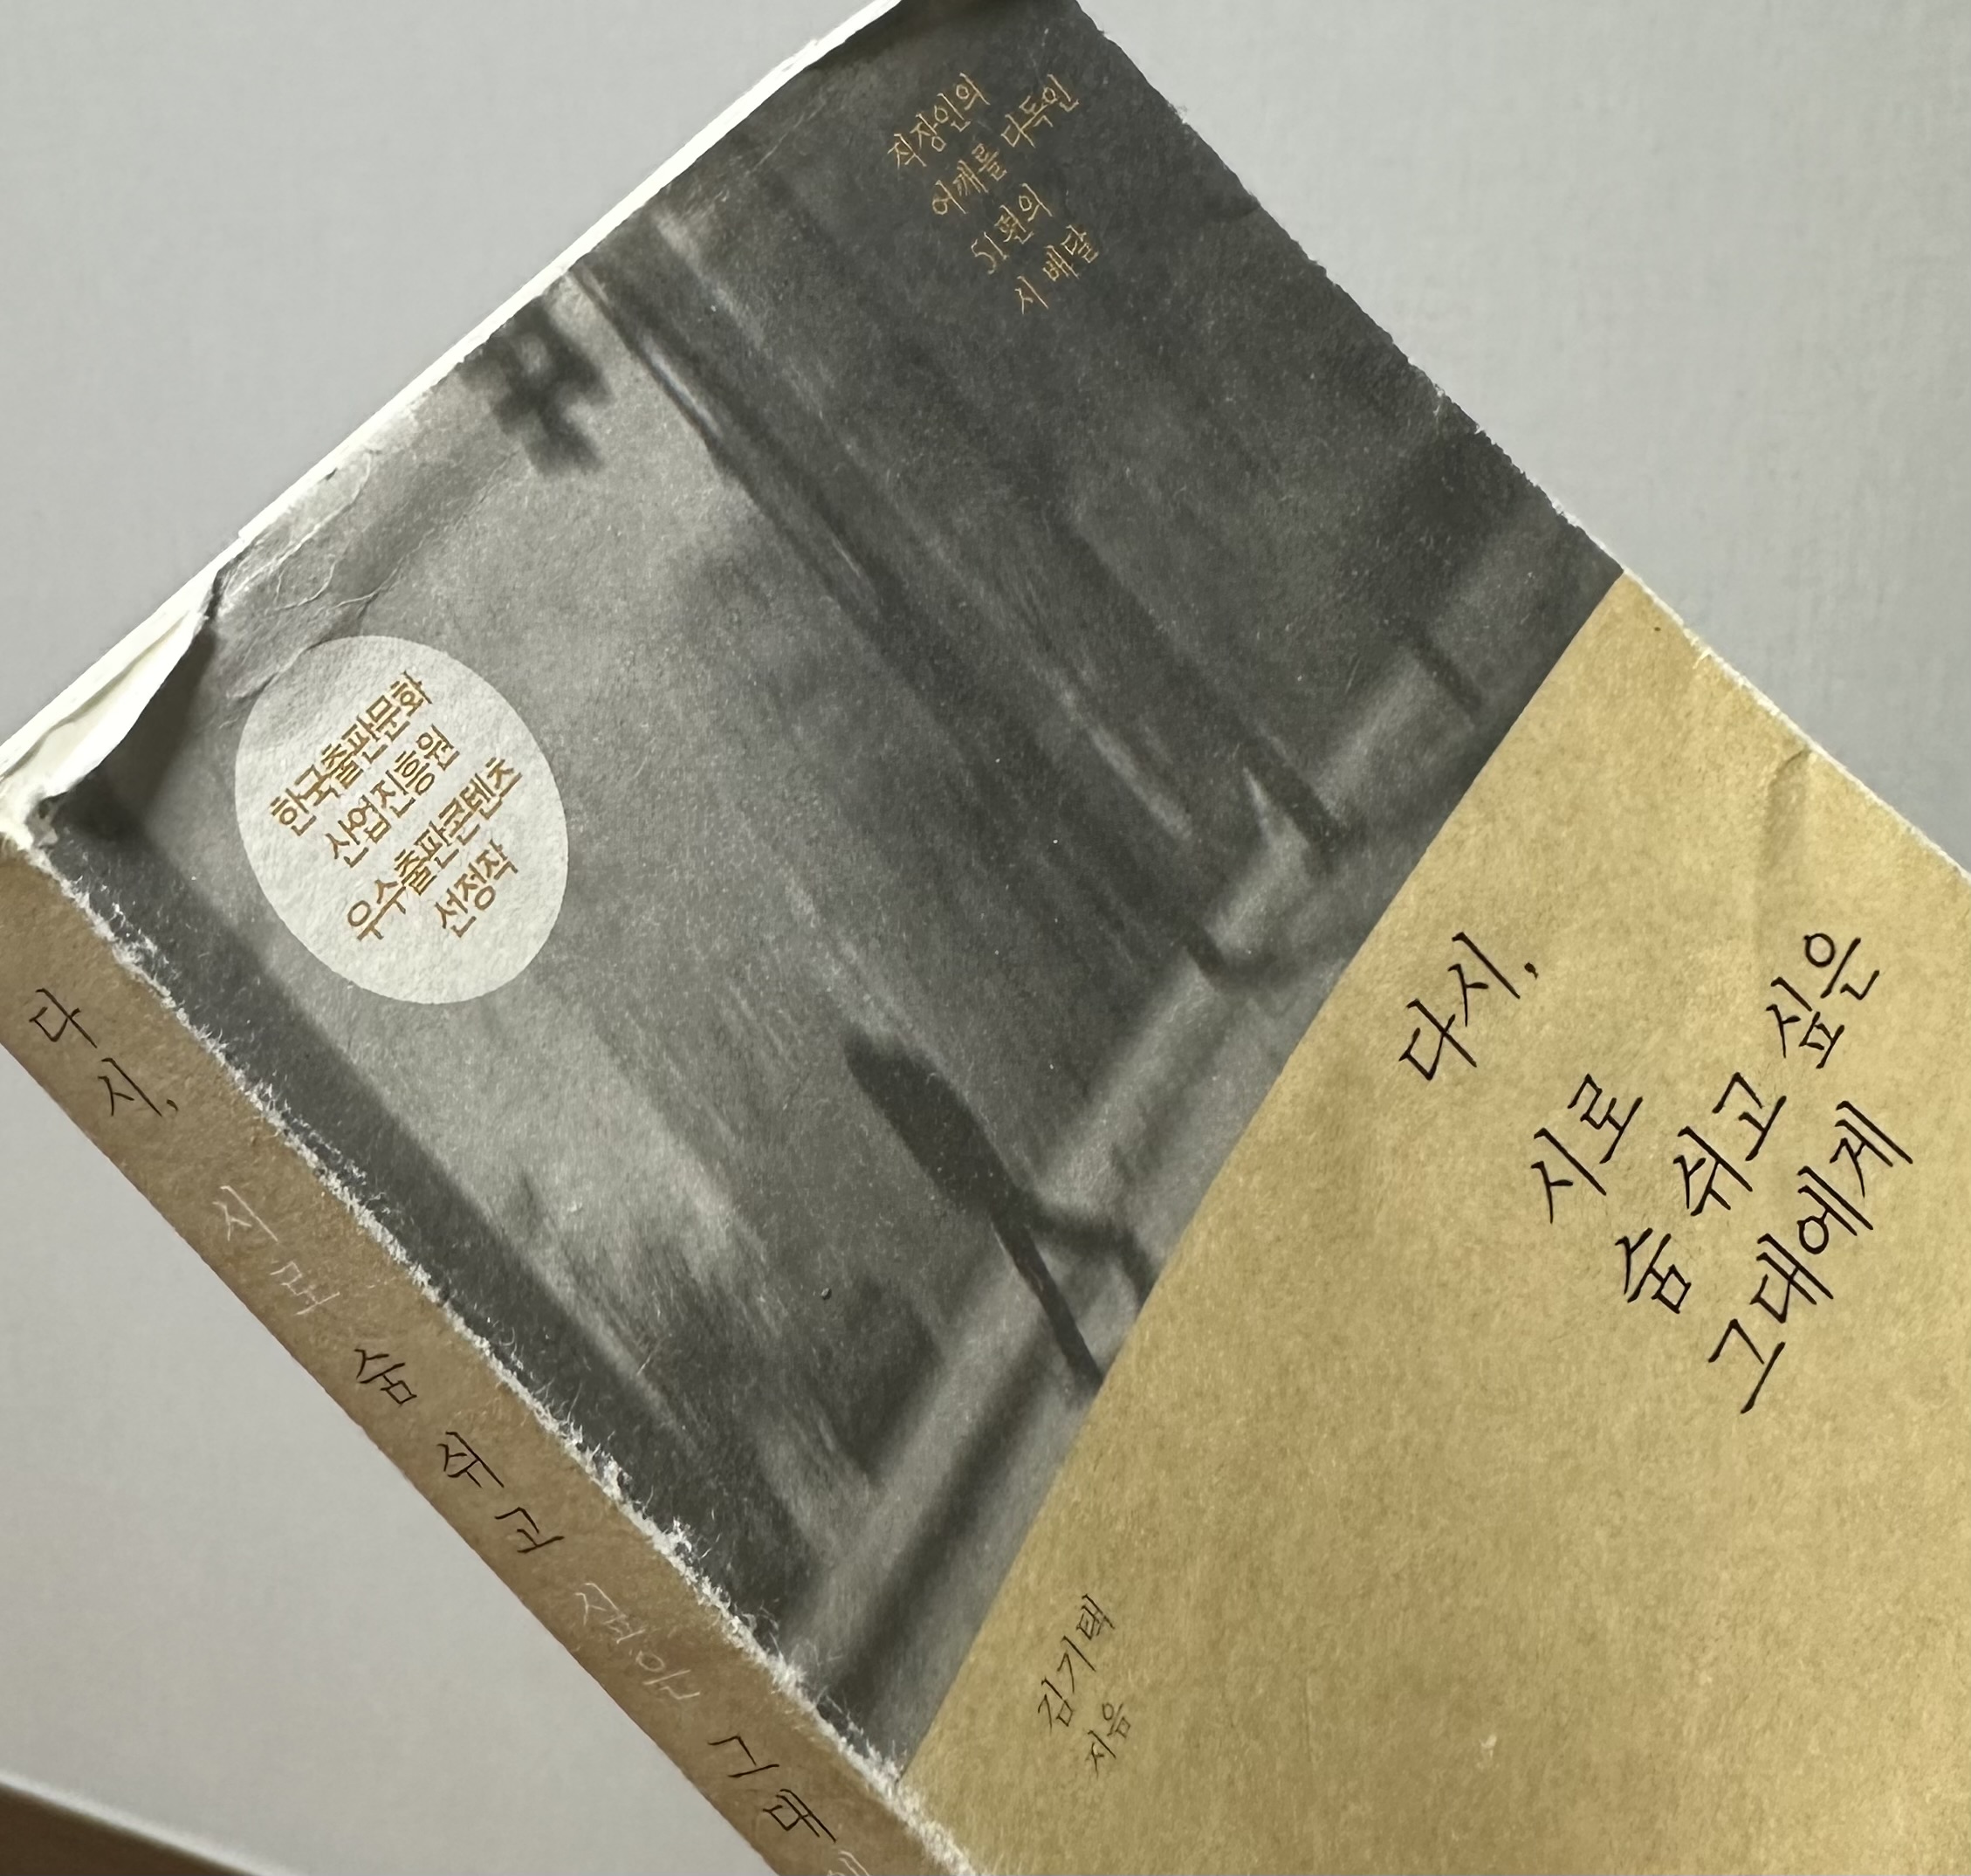 직장인의
어깨를 다독인
51편의
시 배달
한국출판문화
산업진흥원
우수출판콘텐츠
선정작
다시,
시로
숨 쉬고 싶은
그대에게
김기택
지음
다시, 시로 숨 쉬고 싶은 그대